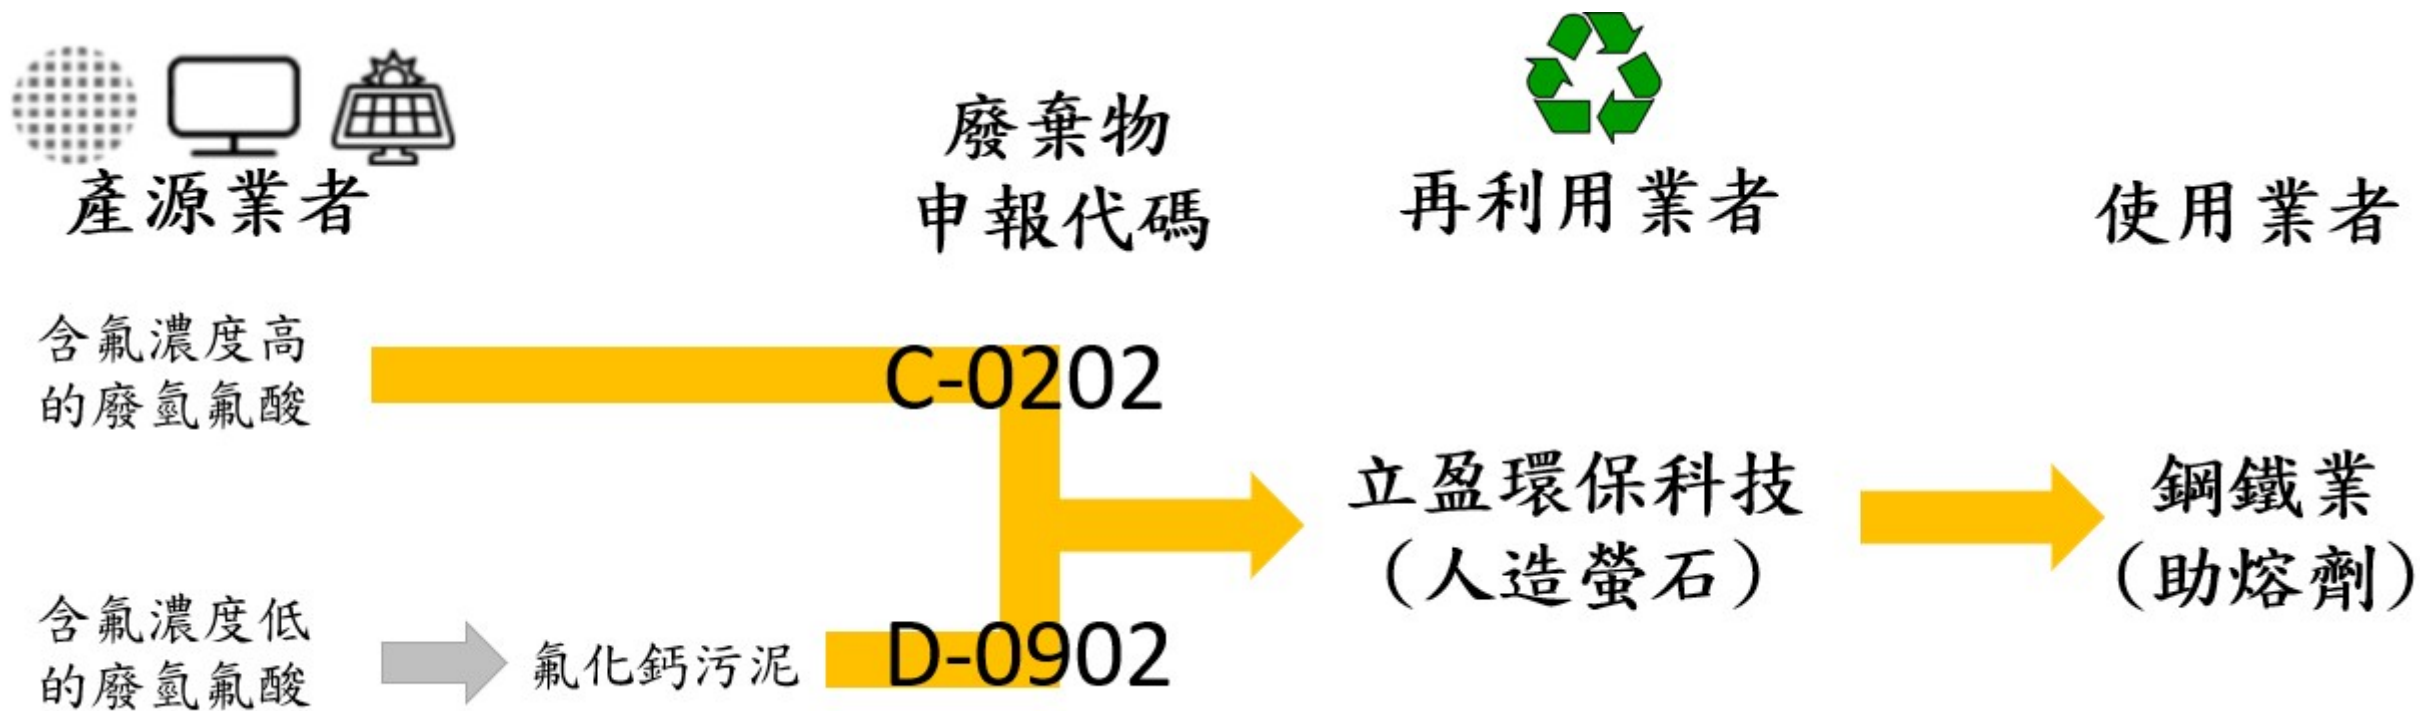 產源業者
廢棄物
申報代碼
再利用業者
使用業者
含氟濃度高
的廢氫氟酸
C-0202
立盈環保科技
(人造螢石)
鋼鐵業
(助熔劑)
含氟濃度低
的廢氫氟酸
氟化鈣污泥
D-0902